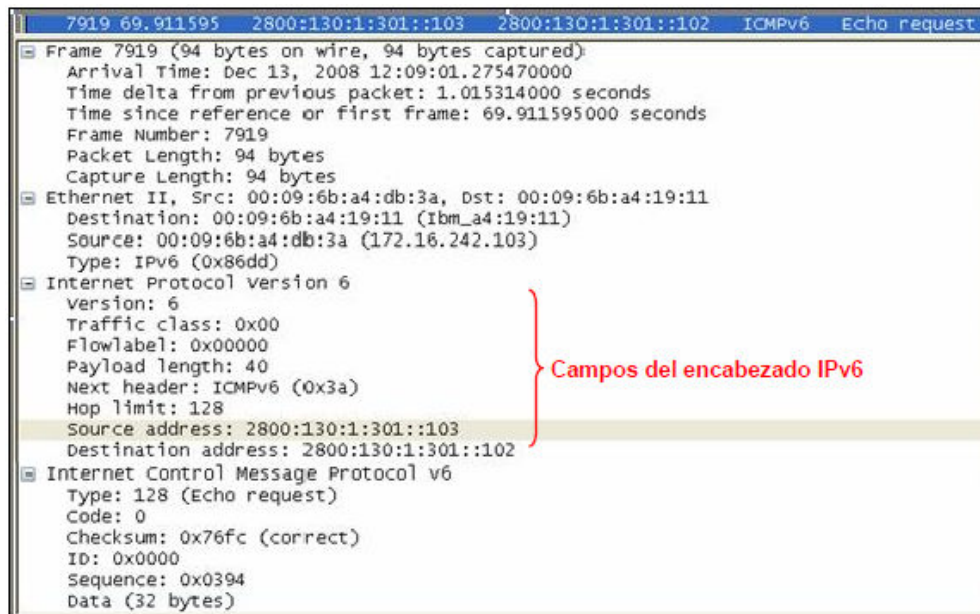 7919 69.911595 2800:130:1:301::103 2800:130:1:301::102 ICMPv6 Echo request
Frame 7919 (94 bytes on wire, 94 bytes captured)
Arrival Time: Dec 13, 2008 12:09:01.275470000
Time delta from previous packet: 1.015314000 seconds
Time since reference or first frame: 69.911595000 seconds
Frame Number: 7919
Packet Length: 94 bytes
Capture Length: 94 bytes
Ethernet II, Src: 00:09:6b:a4:db:3a, Dst: 00:09:6b:a4:19:11
Destination: 00:09:6b:a4:19:11 (Ibm_a4:19:11)
Source: 00:09:6b:a4:db:3a (172.16.242.103)
Type: IPv6 (0x86dd)
Internet Protocol Version 6
Version: 6
Traffic class: 0x00
Flowlabel: 0x00000
Payload length: 40
Next header: ICMPv6 (0x3a)
Hop limit: 128
Source address: 2800:130:1:301::103
Destination address: 2800:130:1:301::102
Campos del encabezado IPv6
Internet Control Message Protocol v6
Type: 128 (Echo request)
Code: 0
Checksum: 0x76fc (correct)
ID: 0x0000
Sequence: 0x0394
Data (32 bytes)